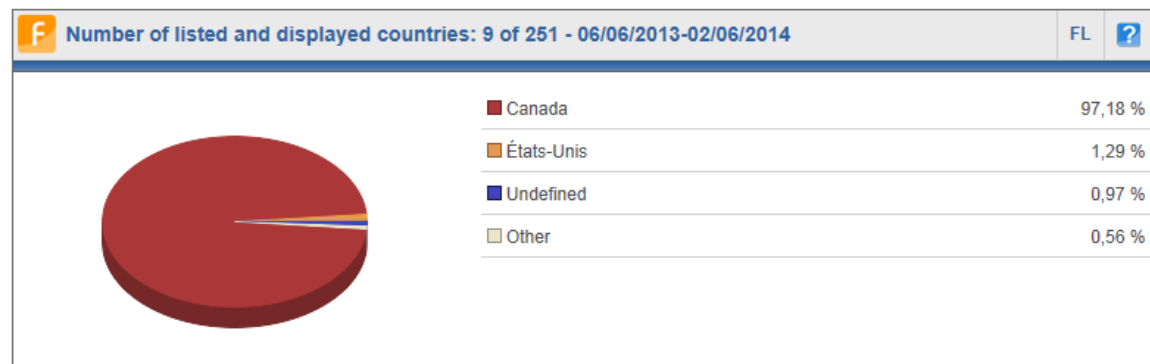 F Number of listed and displayed countries: 9 of 251 - 06/06/2013-02/06/2014 FL ?
Canada 97,18 %
États-Unis 1,29 %
Undefined 0,97 %
Other 0,56 %